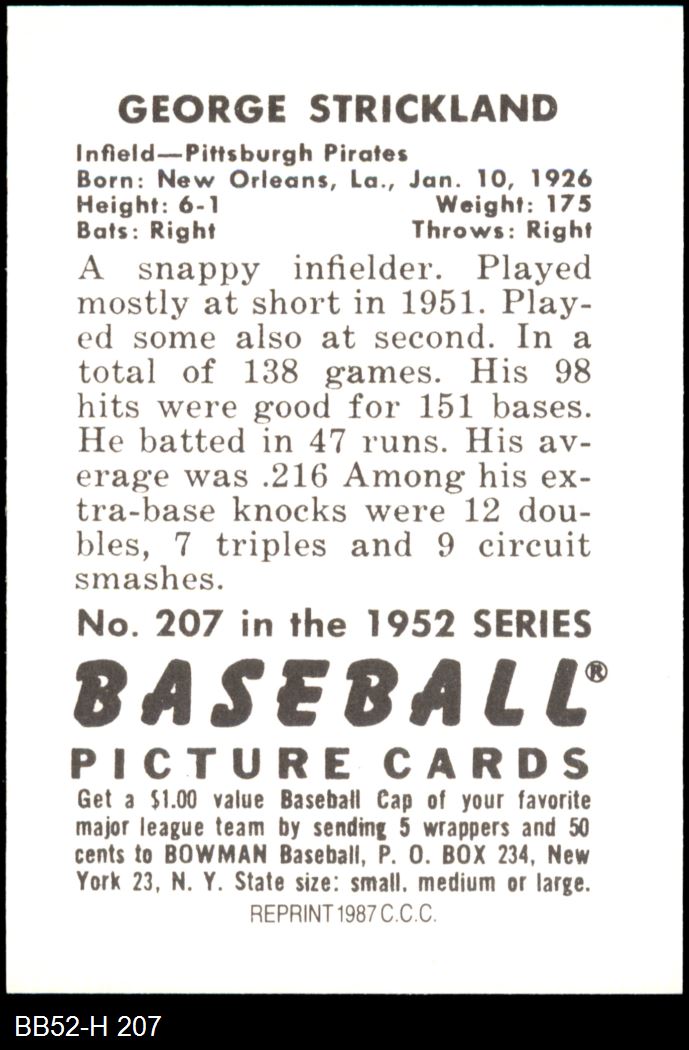 GEORGE STRICKLAND
Infield—Pittsburgh Pirates
Born: New Orleans, La., Jan. 10, 1926
Height: 6-1 Weight: 175
Bats: Right Throws: Right
A snappy infielder. Played
mostly at short in 1951. Play-
ed some also at second. In a
total of 138 games. His 98
hits were good for 151 bases.
He batted in 47 runs. His av-
erage was .216 Among his ex-
tra-base knocks were 12 dou-
bles, 7 triples and 9 circuit
smashes.
No. 207 in the 1952 SERIES
BASEBALL®
PICTURE CARDS
Get a $1.00 value Baseball Cap of your favorite
major league team by sending 5 wrappers and 50
cents to BOWMAN Baseball, P. O. BOX 234, New
York 23, N. Y. State size: small. medium or large.
REPRINT 1987 C.C.C.
BB52-H 207